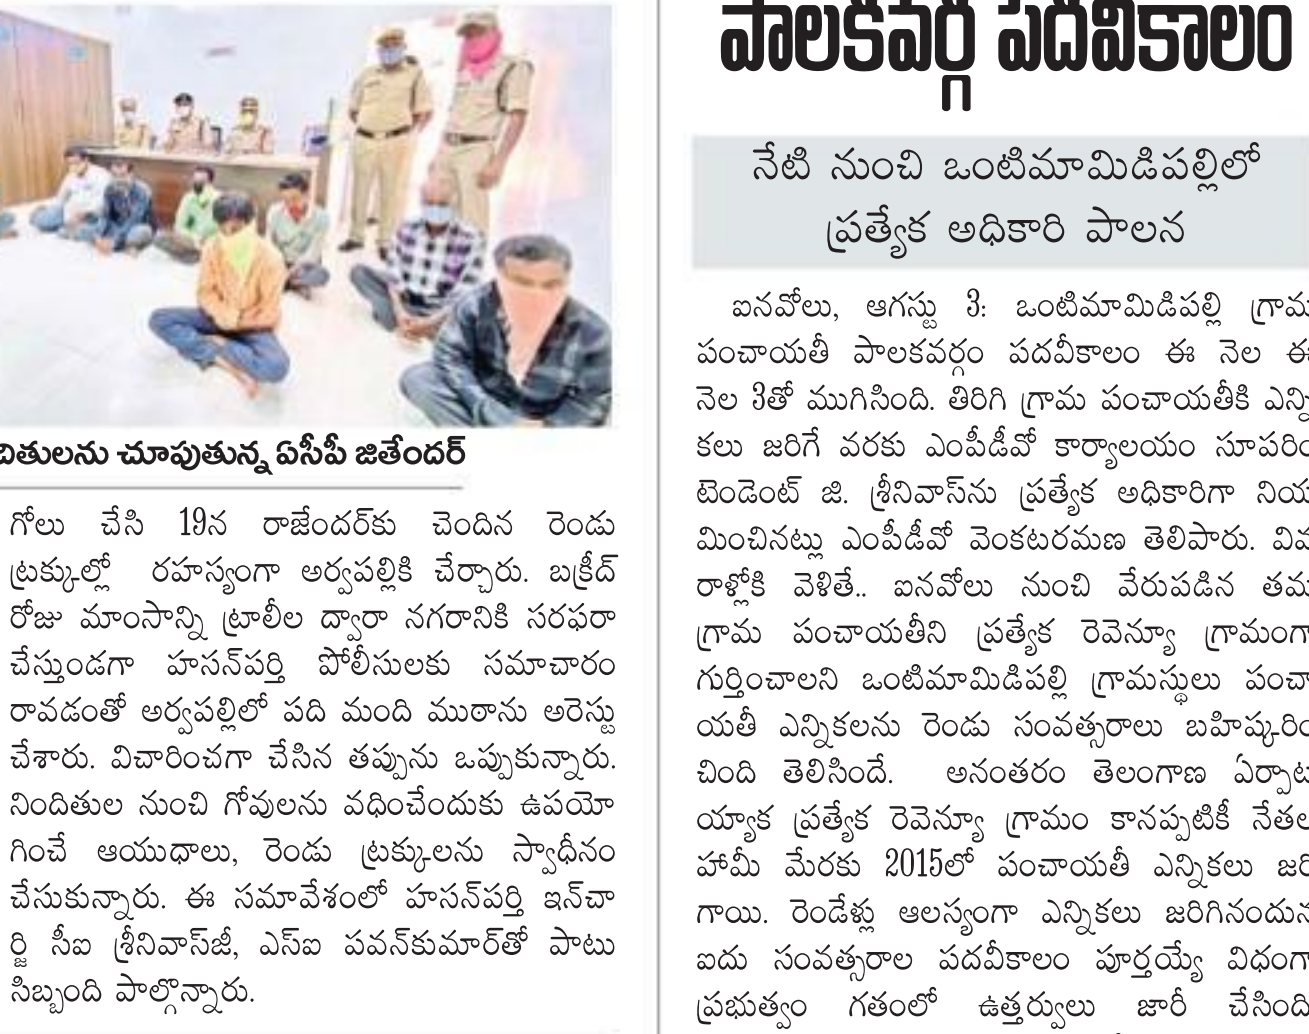 నిందితులను చూపుతున్న ఏసీపీ జితేందర్
గోలు చేసి 19న రాజేందర్‌కు చెందిన రెండు
ట్రక్కుల్లో రహస్యంగా అర్వపల్లికి చేర్చారు. బక్రీద్
రోజు మాంసాన్ని ట్రాలీల ద్వారా నగరానికి సరఫరా
చేస్తుండగా హసన్‌పర్తి పోలీసులకు సమాచారం
రావడంతో అర్వపల్లిలో పది మంది ముఠాను అరెస్టు
చేశారు. విచారించగా చేసిన తప్పును ఒప్పుకున్నారు.
నిందితుల నుంచి గోవులను వధించేందుకు ఉపయో
గించే ఆయుధాలు, రెండు ట్రక్కులను స్వాధీనం
చేసుకున్నారు. ఈ సమావేశంలో హసన్‌పర్తి ఇన్‌చా
ర్జి సీఐ శ్రీనివాస్‌జీ, ఎస్ఐ పవన్‌కుమార్‌తో పాటు
సిబ్బంది పాల్గొన్నారు.
పాలకవర్గ పదవీకాలం
నేటి నుంచి ఒంటిమామిడిపల్లిలో
ప్రత్యేక అధికారి పాలన
ఐనవోలు, ఆగస్టు 3: ఒంటిమామిడిపల్లి గ్రామ
పంచాయతీ పాలకవర్గం పదవీకాలం ఈ నెల ఈ
నెల 3తో ముగిసింది. తిరిగి గ్రామ పంచాయతీకి ఎన్ని
కలు జరిగే వరకు ఎంపీడీవో కార్యాలయం సూపరిం
టెండెంట్ జి. శ్రీనివాస్‌ను ప్రత్యేక అధికారిగా నియ
మించినట్లు ఎంపీడీవో వెంకటరమణ తెలిపారు. వివ
రాళ్లోకి వెళితే.. ఐనవోలు నుంచి వేరుపడిన తమ
గ్రామ పంచాయతీని ప్రత్యేక రెవెన్యూ గ్రామంగా
గుర్తించాలని ఒంటిమామిడిపల్లి గ్రామస్థులు పంచా
యతీ ఎన్నికలను రెండు సంవత్సరాలు బహిష్కరిం
చింది తెలిసిందే. అనంతరం తెలంగాణ ఏర్పాట
య్యాక ప్రత్యేక రెవెన్యూ గ్రామం కానప్పటికీ నేతల
హామీ మేరకు 2015లో పంచాయతీ ఎన్నికలు జరి
గాయి. రెండేళ్లు ఆలస్యంగా ఎన్నికలు జరిగినందున
ఐదు సంవత్సరాల పదవీకాలం పూర్తయ్యే విధంగా
ప్రభుత్వం గతంలో ఉత్తర్వులు జారీ చేసింది